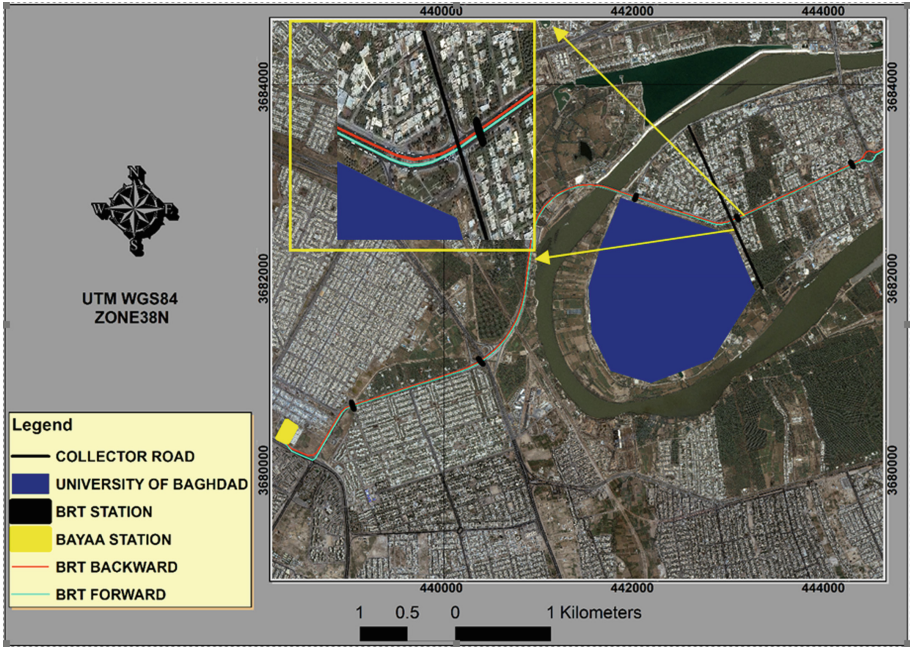 440000 442000 444000
3684000
3684000
N
W E
S
UTM WGS84
ZONE38N
3682000
3682000
Legend
COLLECTOR ROAD
UNIVERSITY OF BAGHDAD
BRT STATION
BAYAA STATION
BRT BACKWARD
BRT FORWARD
3680000
3680000
440000 442000 444000
1 0.5 0 1 Kilometers